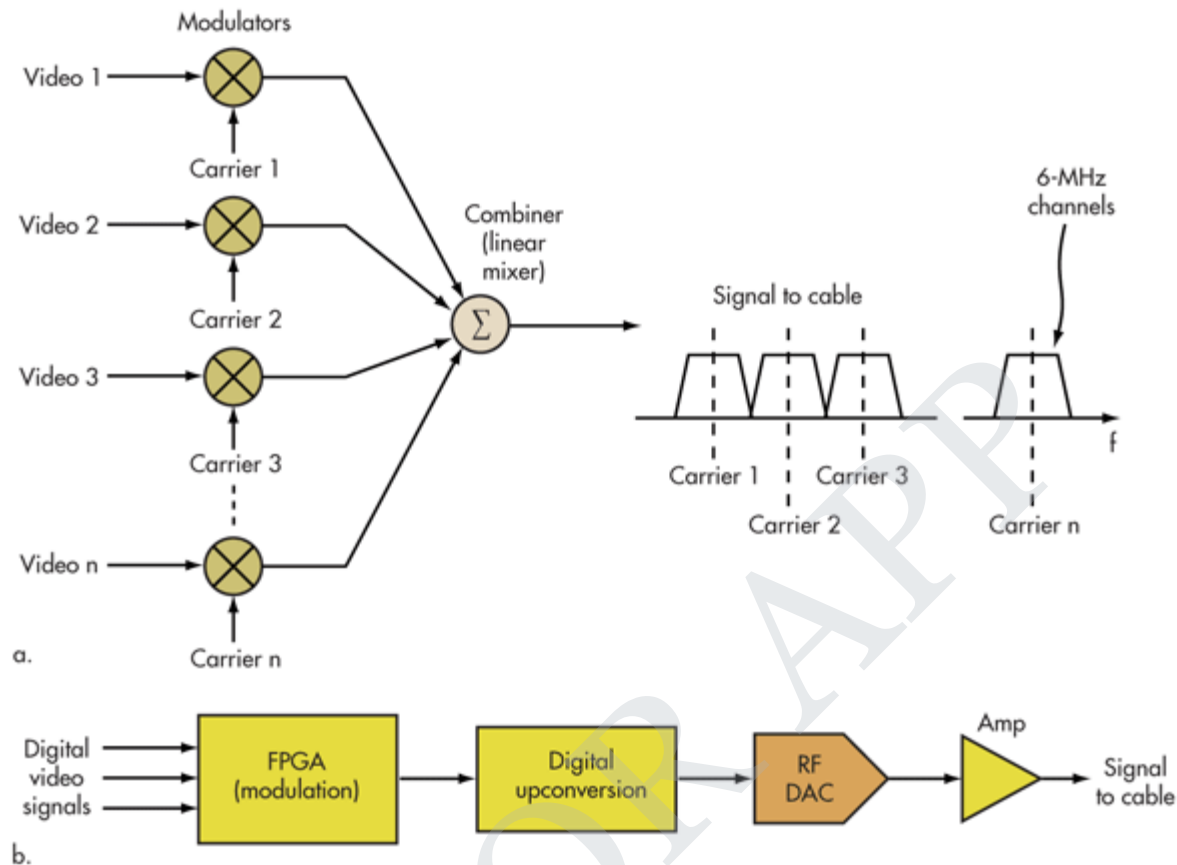 Modulators
Video 1
Carrier 1
Video 2
Carrier 2
Video 3
Carrier 3
Video n
Carrier n
Combiner
(linear
mixer)
Σ
Signal to cable
6-MHz
channels
f
Carrier 1
Carrier 3
Carrier 2
Carrier n
a.
Digital
video
signals
FPGA
(modulation)
Digital
upconversion
RF
DAC
Amp
Signal
to cable
b.
OR APP